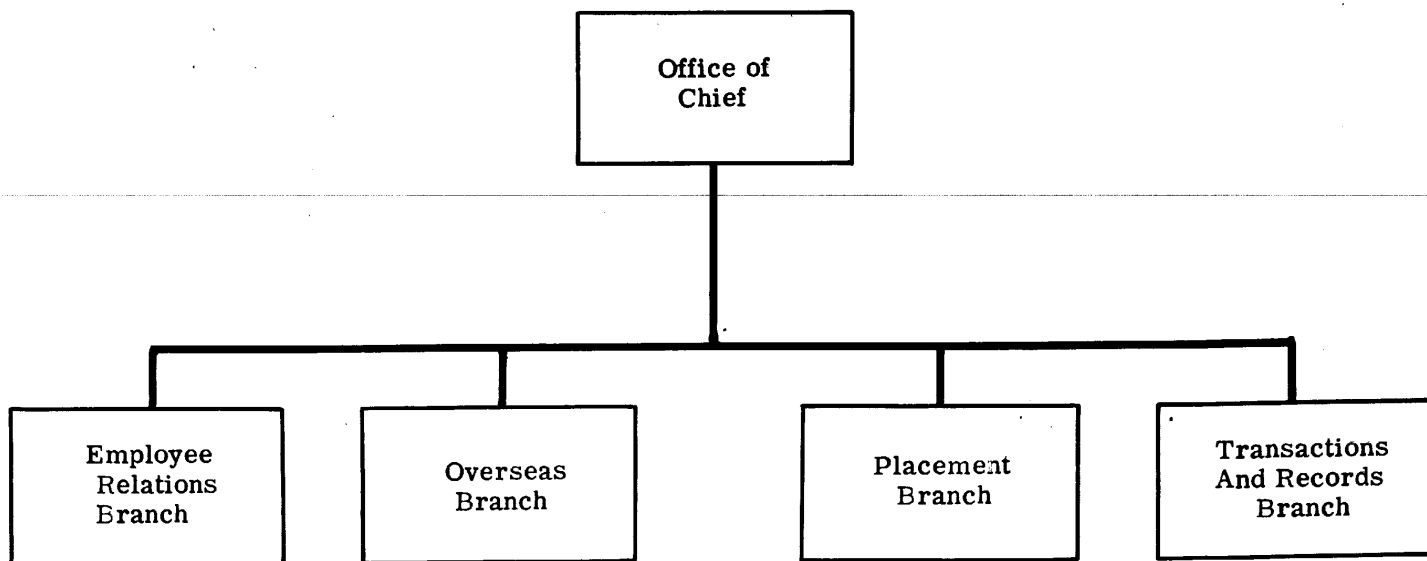 Office of
Chief
Employee
Relations
Branch
Overseas
Branch
Placement
Branch
Transactions
And Records
Branch